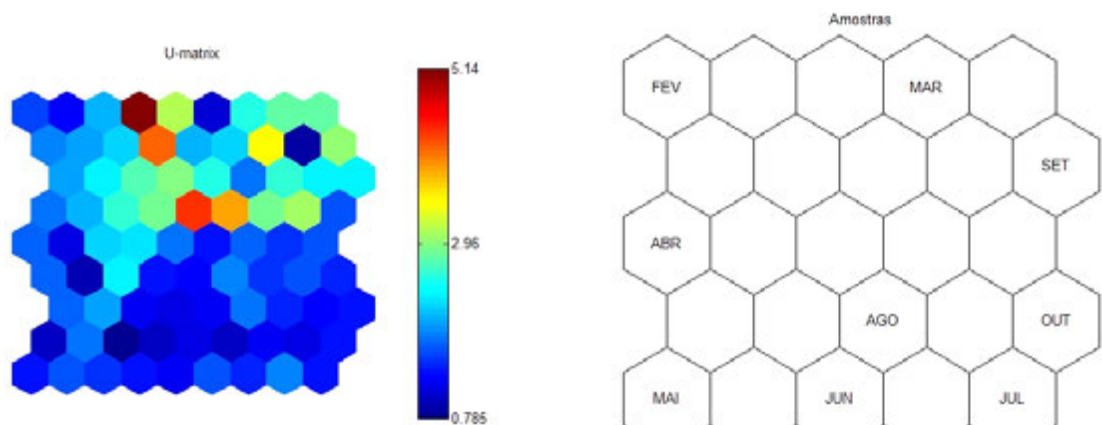 U-matrix
5.14
2.96
0.785
Amostras
FEV
MAR
SET
ABR
AGO
OUT
MAI
JUN
JUL